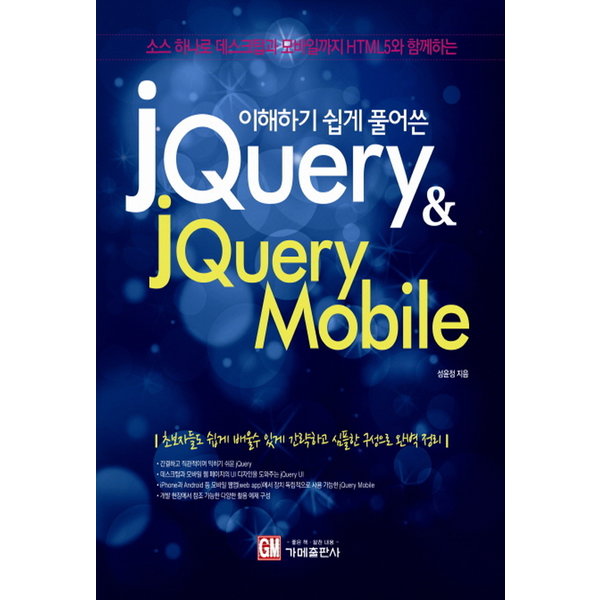 소스 하나로 데스크탑과 모바일까지 HTML5와 함께하는
이해하기 쉽게 풀어쓴
jQuery &
jQuery
Mobile
성윤정 지음
| 초보자들도 쉽게 배울수 있게 간략하고 심플한 구성으로 완벽 정리 |
• 간결하고 직관적이며 익히기 쉬운 jQuery
• 데스크탑과 모바일 웹 페이지의 UI 디자인을 도와주는 jQuery UI
• iPhone과 Android 등 모바일 웹앱(web app)에서 장치 독립적으로 사용 가능한 jQuery Mobile
• 개발 현장에서 참조 가능한 다양한 활용 예제 구성
GM
- 좋은 책 · 알찬 내용 -
가메출판사